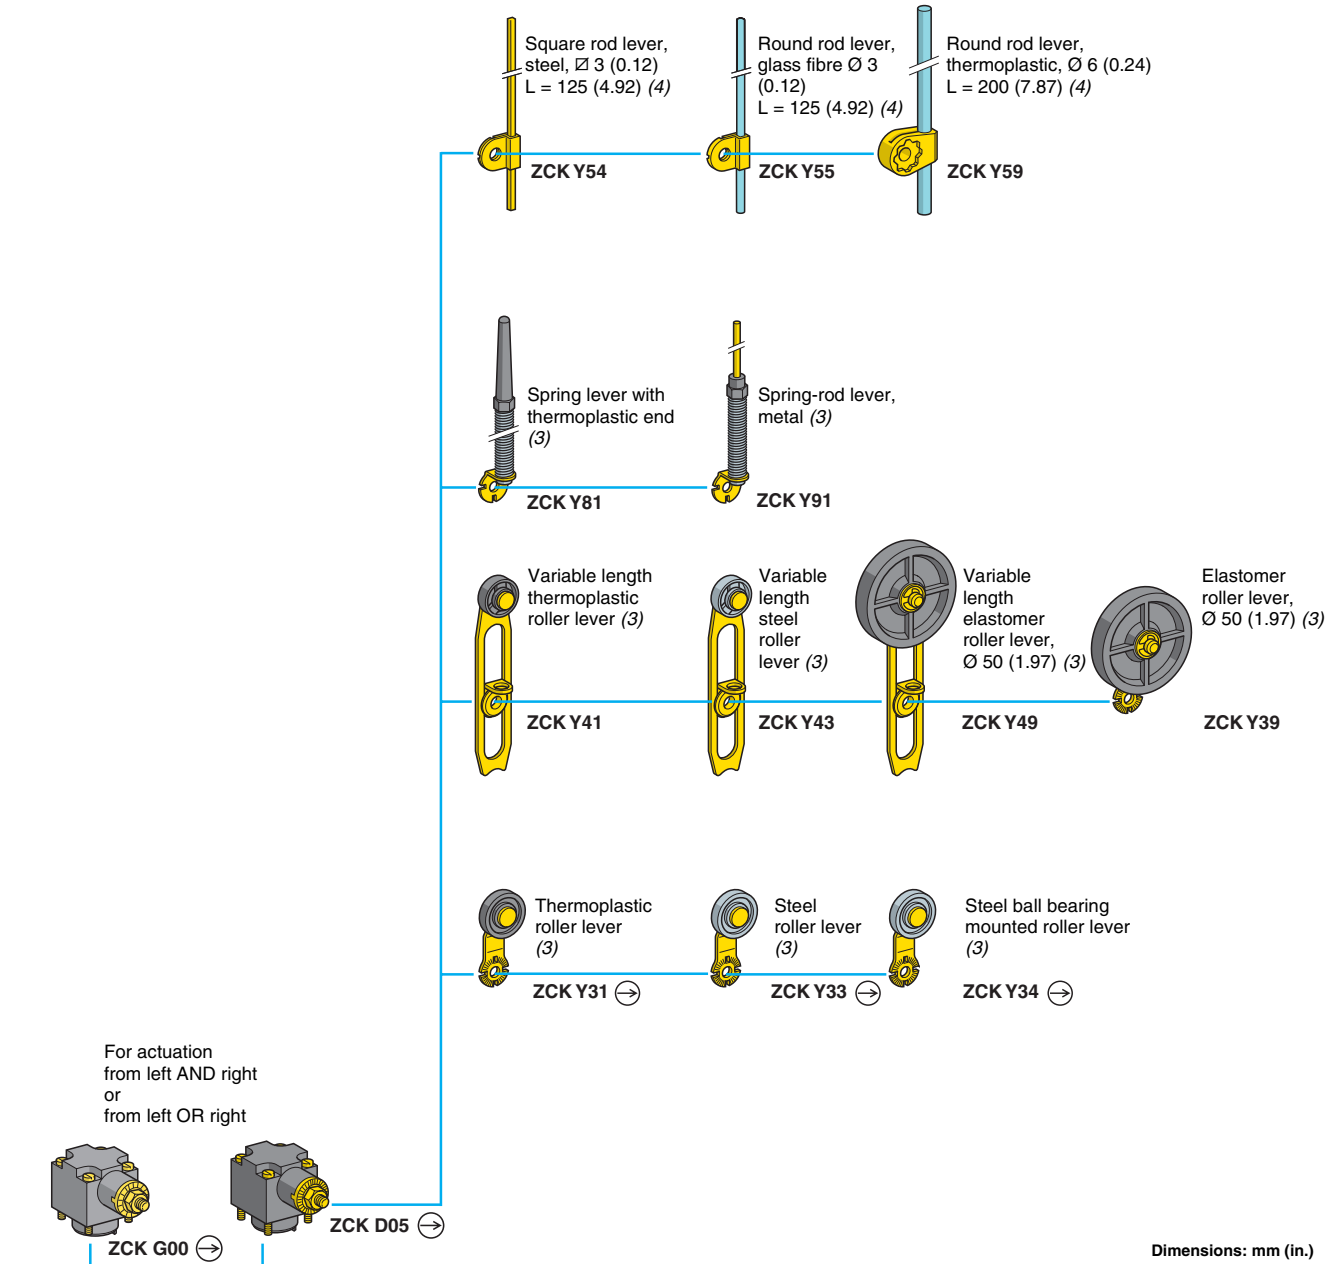 Square rod lever,
steel, ⍁ 3 (0.12)
L = 125 (4.92) (4)
ZCK Y54
Round rod lever,
glass fibre Ø 3
(0.12)
L = 125 (4.92) (4)
ZCK Y55
Round rod lever,
thermoplastic, Ø 6 (0.24)
L = 200 (7.87) (4)
ZCK Y59
Spring lever with
thermoplastic end
(3)
ZCK Y81
Spring-rod lever,
metal (3)
ZCK Y91
Variable length
thermoplastic
roller lever (3)
ZCK Y41
Variable
length
steel
roller
lever (3)
ZCK Y43
Variable
length
elastomer
roller lever,
Ø 50 (1.97) (3)
ZCK Y49
Elastomer
roller lever,
Ø 50 (1.97) (3)
ZCK Y39
Thermoplastic
roller lever
(3)
ZCK Y31
Steel
roller lever
(3)
ZCK Y33
Steel ball bearing
mounted roller lever
(3)
ZCK Y34
For actuation
from left AND right
or
from left OR right
ZCK G00
ZCK D05
Dimensions: mm (in.)